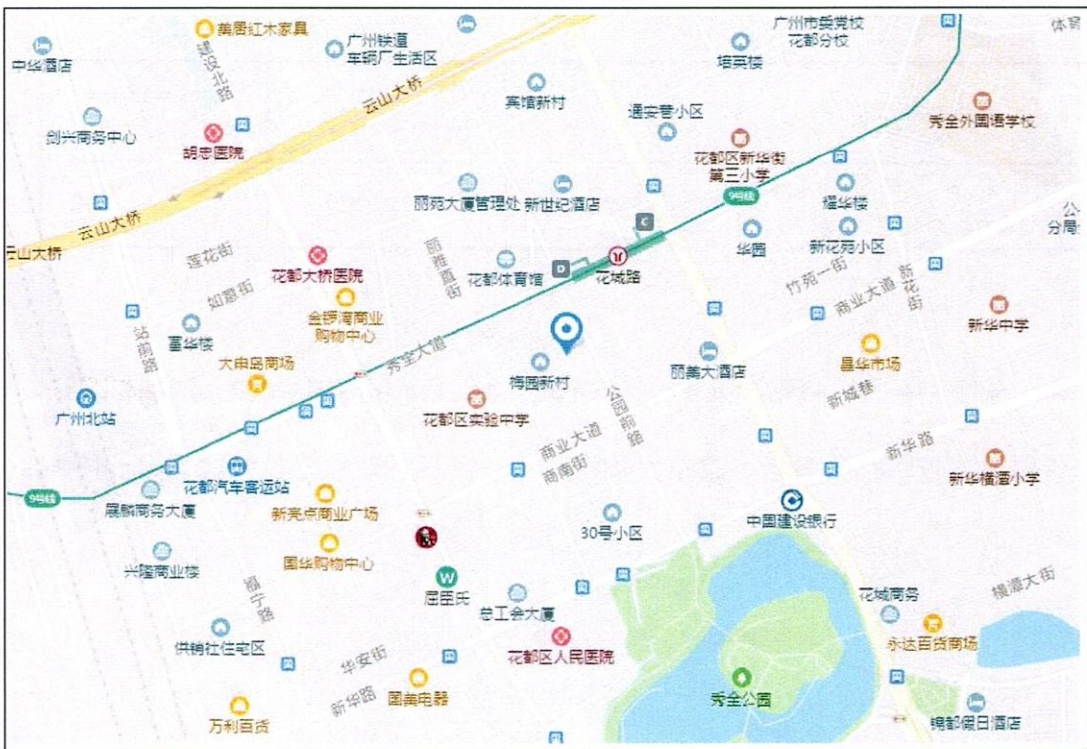 美居红木家具
广州铁道
车辆厂生活区
广州市委党校
花都分校
体育
中华酒店
建设北路
培英楼
云山大桥
宾馆新村
通安巷小区
秀全外国语学校
剑兴商务中心
胡忠医院
花都区新华街
第三小学
丽苑大厦管理处
新世纪酒店
9号线
耀华楼
公
分局
云山大桥
云山大桥
莲花街
丽雅直街
C
华园
新花苑小区
花都大桥医院
花都体育馆
D
花城路
竹苑一街
新花街
商业大道
如意街
金锣湾商业
购物中心
新华中学
富华楼
站前路
秀全大道
大申岛商场
梅园新村
丽美大酒店
昌华市场
广州北站
花都区实验中学
公园前路
新城巷
商业大道
商南街
新华路
9号线
花都汽车客运站
新华横潭小学
展麟商务大厦
新亮点商业广场
中国建设银行
30号小区
兴隆商业楼
国华购物中心
W
屈臣氏
福宁路
总工会大厦
花城商务
横潭大街
供销社住宅区
华安街
花都区人民医院
永达百货商场
新华路
国美电器
秀全公园
万利百货
锦都假日酒店